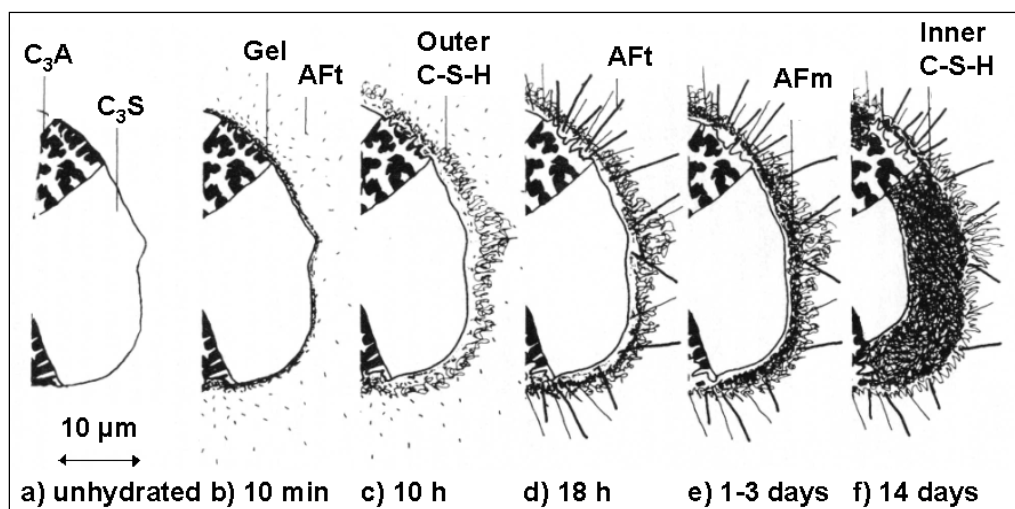 C₃A
C₃S
Gel
AFt
Outer
C-S-H
AFt
AFm
Inner
C-S-H
10 µm
a) unhydrated b) 10 min c) 10 h d) 18 h e) 1-3 days f) 14 days